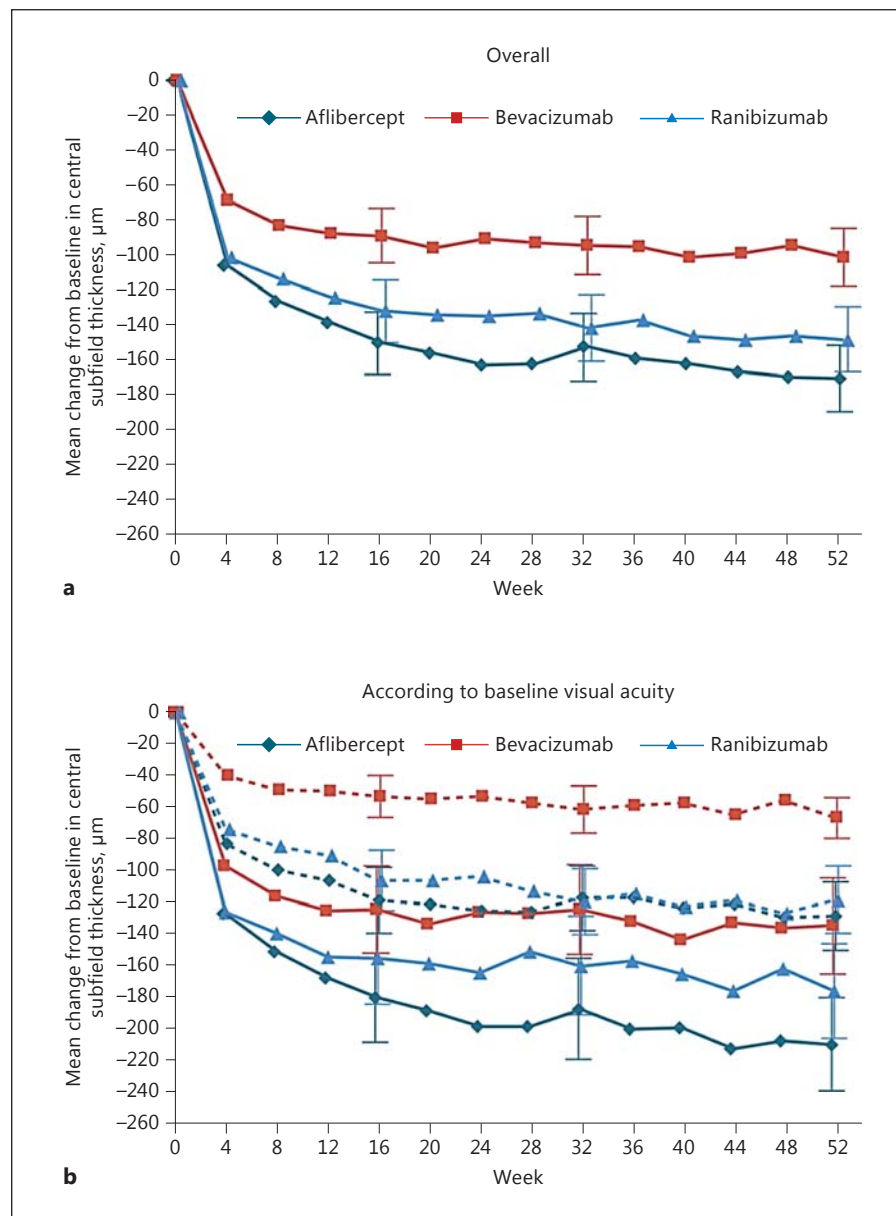 Overall
Aflibercept Bevacizumab Ranibizumab
Mean change from baseline in central
subfield thickness, µm
0
–20
–40
–60
–80
–100
–120
–140
–160
–180
–200
–220
–240
–260
0 4 8 12 16 20 24 28 32 36 40 44 48 52
Week
a
According to baseline visual acuity
Aflibercept Bevacizumab Ranibizumab
Mean change from baseline in central
subfield thickness, µm
0
–20
–40
–60
–80
–100
–120
–140
–160
–180
–200
–220
–240
–260
0 4 8 12 16 20 24 28 32 36 40 44 48 52
Week
b